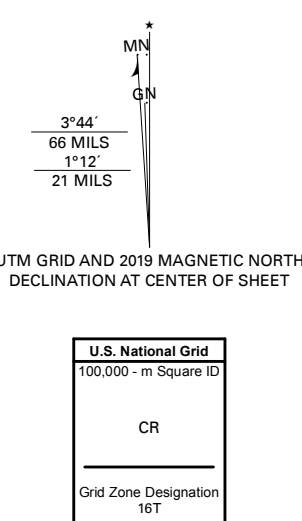 ★
MN
GN
3°44´
66 MILS
1°12´
21 MILS
UTM GRID AND 2019 MAGNETIC NORTH
DECLINATION AT CENTER OF SHEET
U.S. National Grid
100,000 - m Square ID
CR
Grid Zone Designation
16T